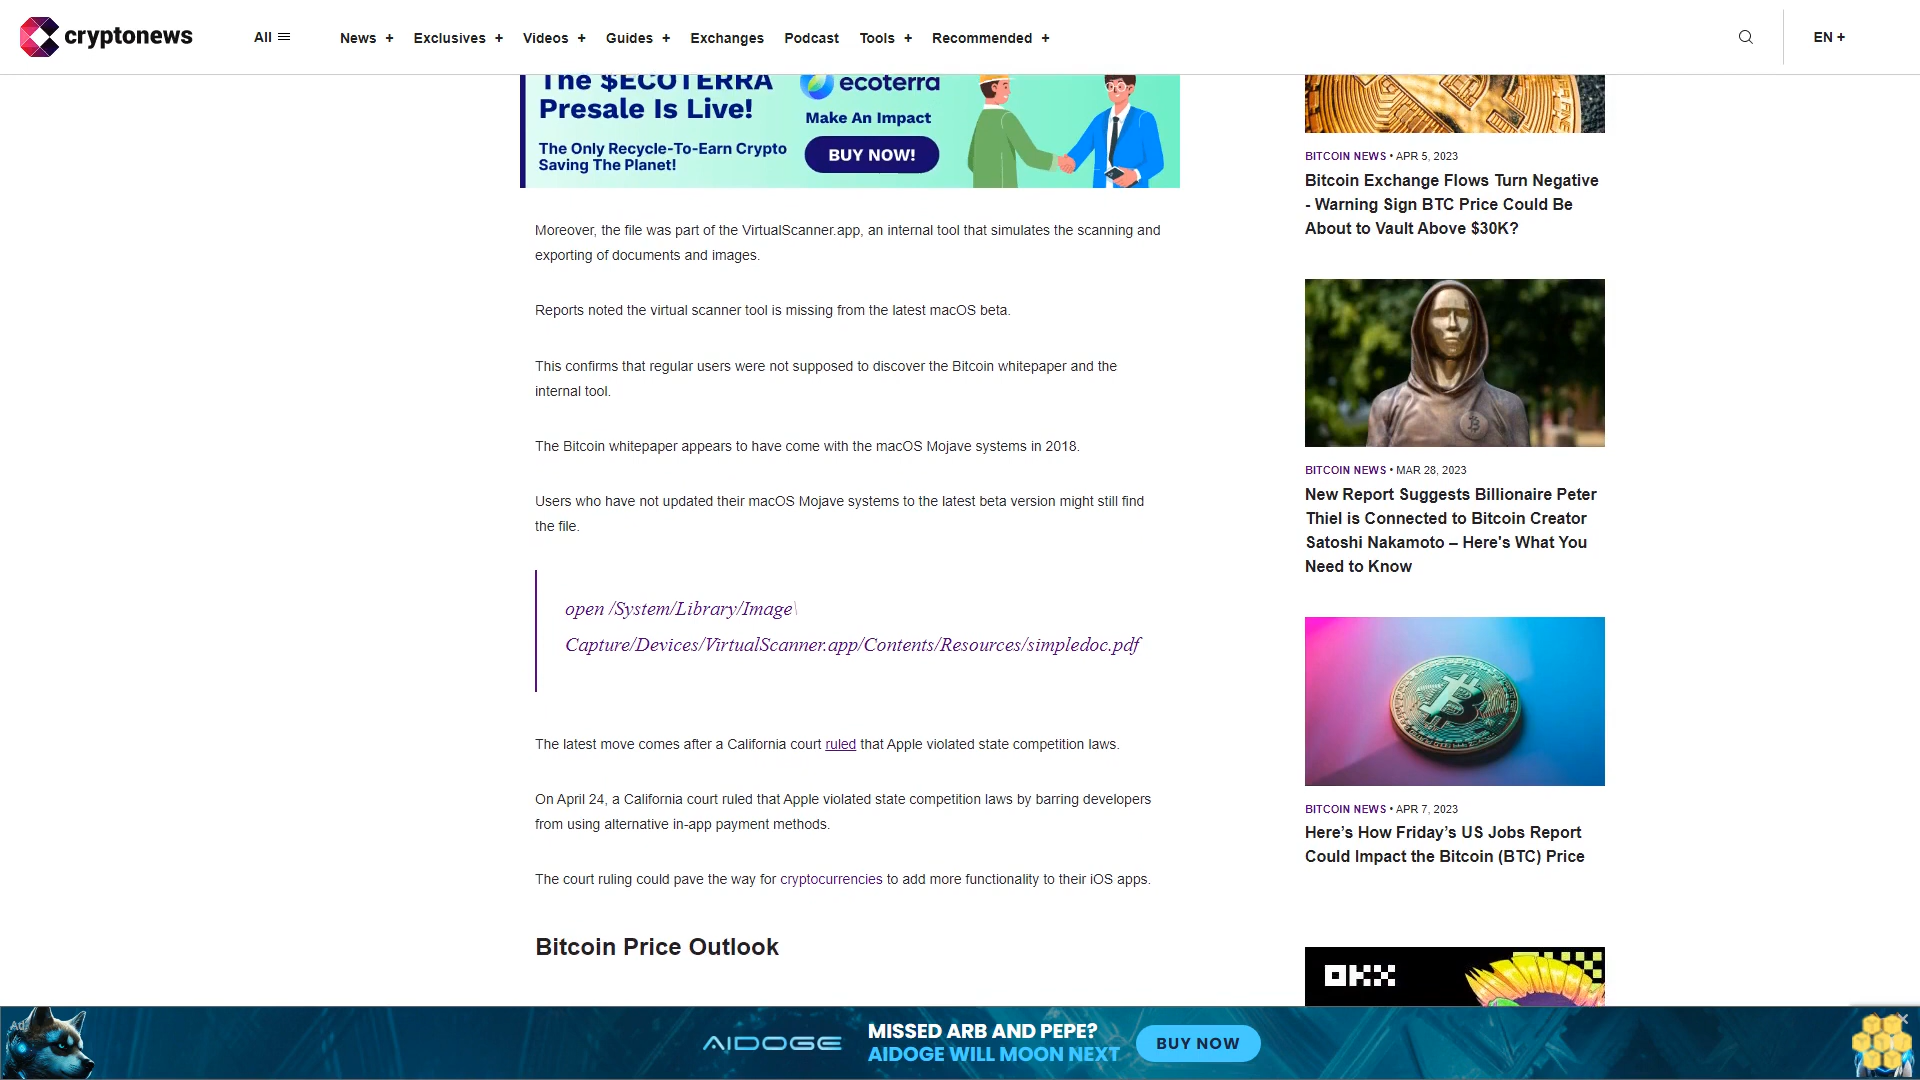 cryptonews
All
News +
Exclusives +
Videos +
Guides +
Exchanges
Podcast
Tools +
Recommended +
EN +
The $ECOTERRA
Presale Is Live!
The Only Recycle-To-Earn Crypto
Saving The Planet!
ecoterra
Make An Impact
BUY NOW!
Moreover, the file was part of the VirtualScanner.app, an internal tool that simulates the scanning and
exporting of documents and images.
Reports noted the virtual scanner tool is missing from the latest macOS beta.
This confirms that regular users were not supposed to discover the Bitcoin whitepaper and the
internal tool.
The Bitcoin whitepaper appears to have come with the macOS Mojave systems in 2018.
Users who have not updated their macOS Mojave systems to the latest beta version might still find
the file.
open /System/Library/Image\
Capture/Devices/VirtualScanner.app/Contents/Resources/simpledoc.pdf
The latest move comes after a California court ruled that Apple violated state competition laws.
On April 24, a California court ruled that Apple violated state competition laws by barring developers
from using alternative in-app payment methods.
The court ruling could pave the way for cryptocurrencies to add more functionality to their iOS apps.
Bitcoin Price Outlook
BITCOIN NEWS • APR 5, 2023
Bitcoin Exchange Flows Turn Negative
- Warning Sign BTC Price Could Be
About to Vault Above $30K?
BITCOIN NEWS • MAR 28, 2023
New Report Suggests Billionaire Peter
Thiel is Connected to Bitcoin Creator
Satoshi Nakamoto – Here's What You
Need to Know
BITCOIN NEWS • APR 7, 2023
Here’s How Friday’s US Jobs Report
Could Impact the Bitcoin (BTC) Price
OKX
Ad
AIDOGE
MISSED ARB AND PEPE?
AIDOGE WILL MOON NEXT
BUY NOW